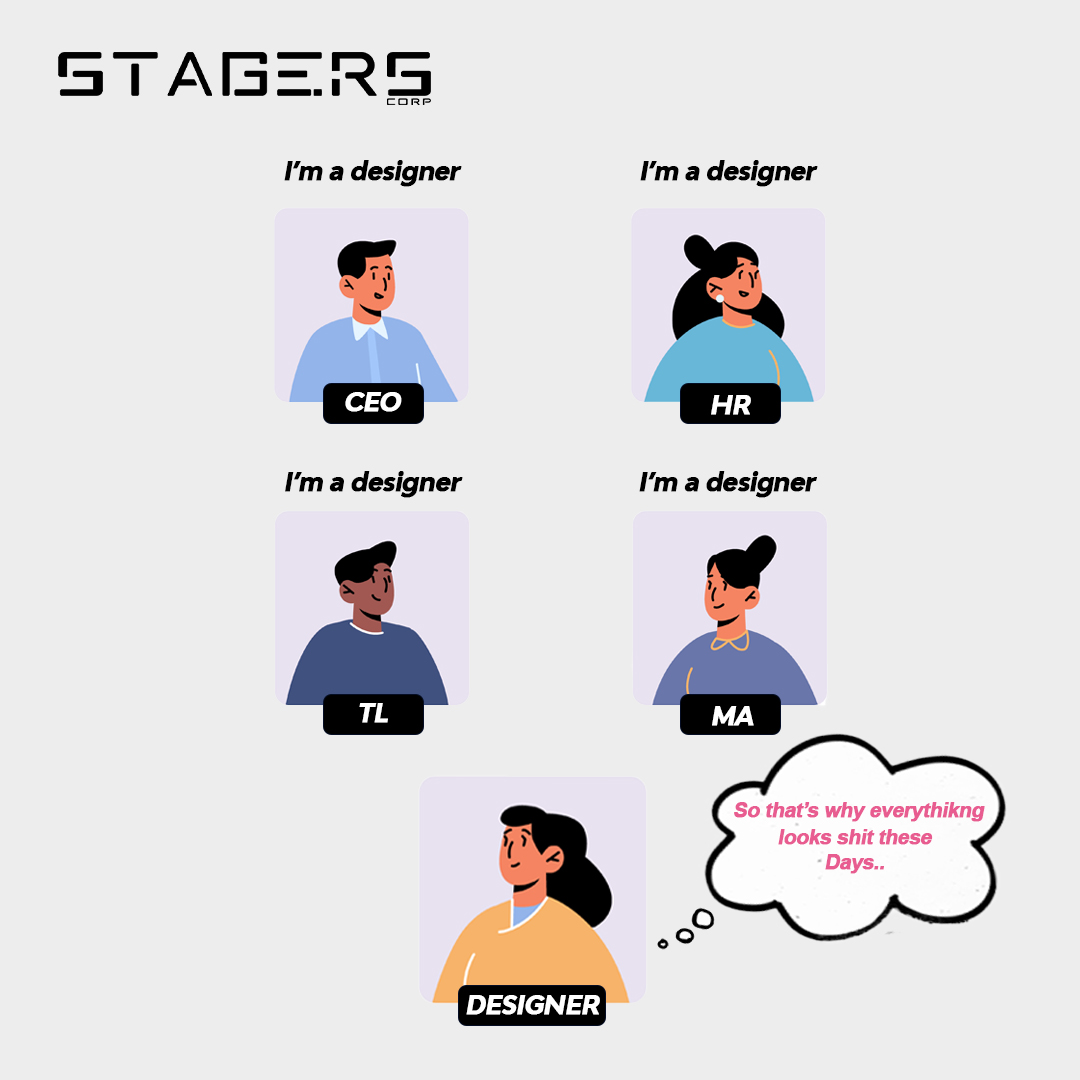 STAGERS
CORP
I'm a designer
I'm a designer
CEO
HR
I'm a designer
I'm a designer
TL
MA
So that's why everythikng
looks shit these
Days..
DESIGNER